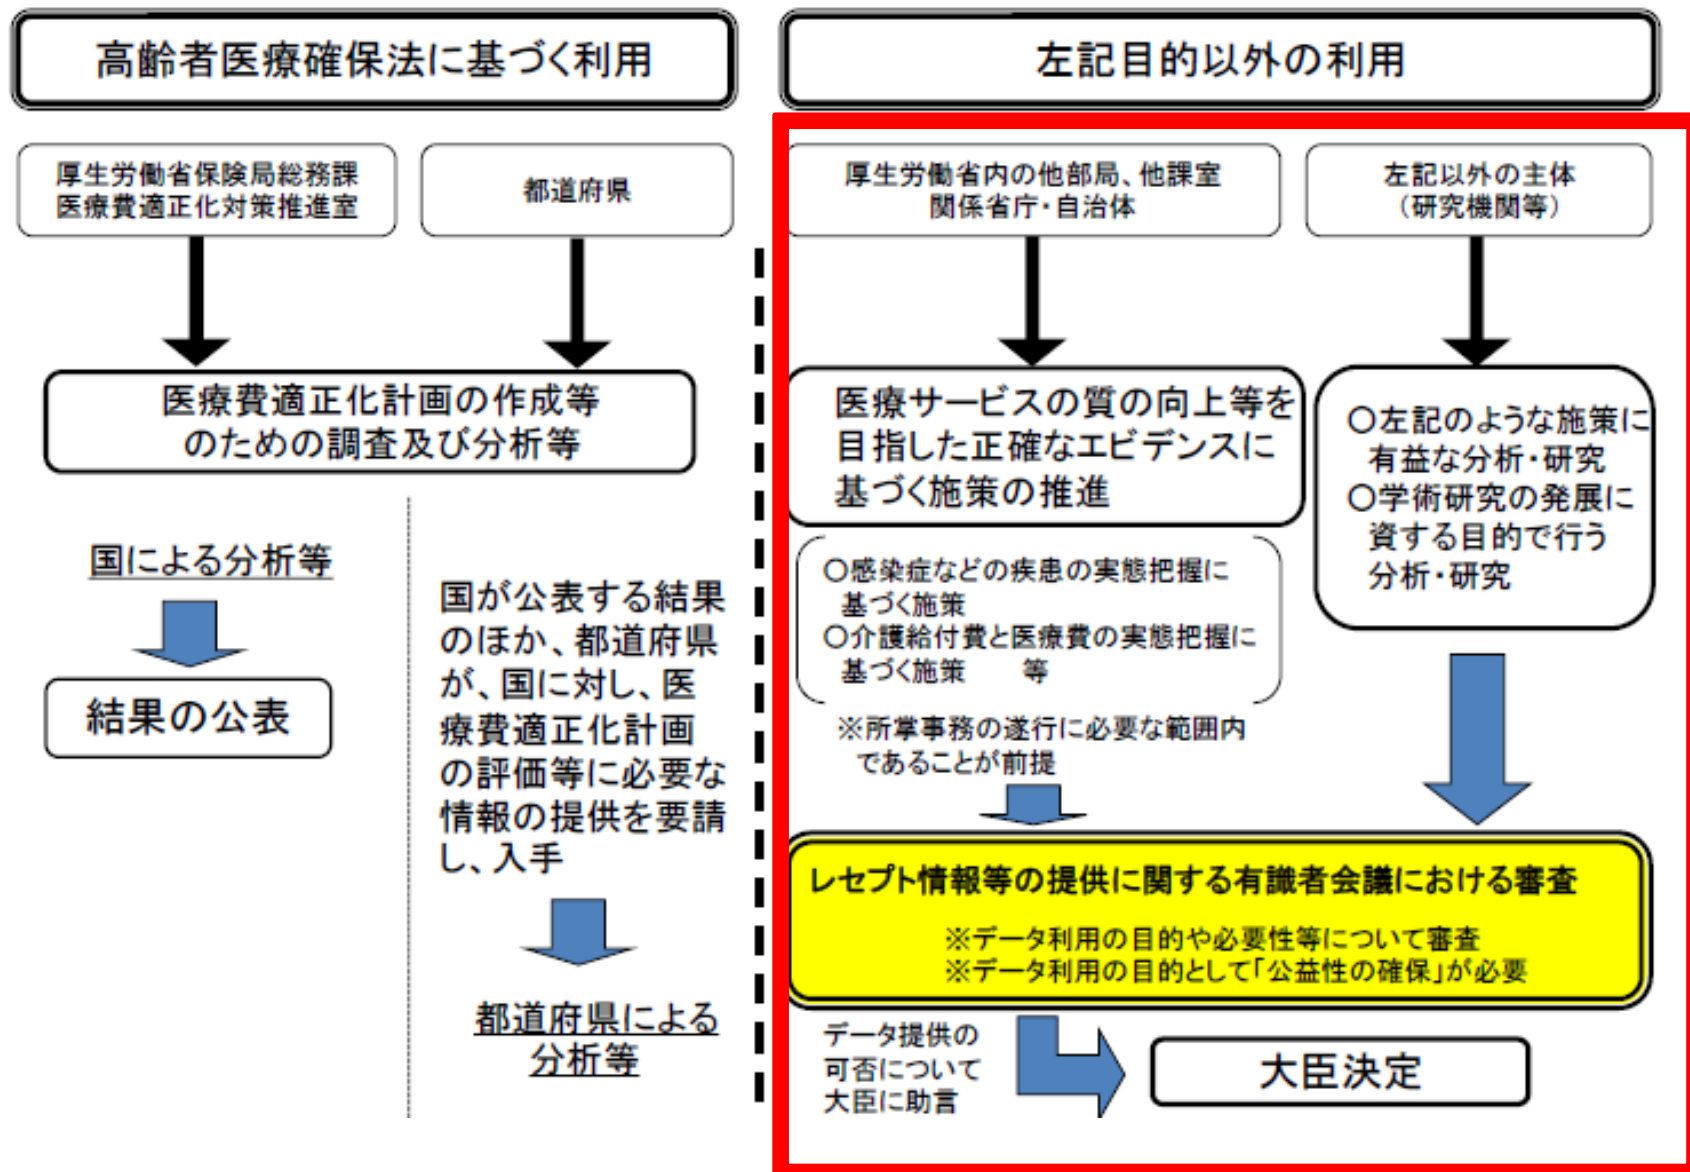 高齢者医療確保法に基づく利用
厚生労働省保険局総務課
医療費適正化対策推進室
都道府県
医療費適正化計画の作成等
のための調査及び分析等
国による分析等
結果の公表
国が公表する結果
のほか、都道府県
が、国に対し、医
療費適正化計画
の評価等に必要な
情報の提供を要請
し、入手
都道府県による
分析等
左記目的以外の利用
厚生労働省内の他部局、他課室
関係省庁・自治体
左記以外の主体
（研究機関等）
医療サービスの質の向上等を
目指した正確なエビデンスに
基づく施策の推進
○感染症などの疾患の実態把握に
基づく施策
○介護給付費と医療費の実態把握に
基づく施策　　等
※所掌事務の遂行に必要な範囲内
であることが前提
○左記のような施策に
有益な分析・研究
○学術研究の発展に
資する目的で行う
分析・研究
レセプト情報等の提供に関する有識者会議における審査
※データ利用の目的や必要性等について審査
※データ利用の目的として「公益性の確保」が必要
データ提供の
可否について
大臣に助言
大臣決定